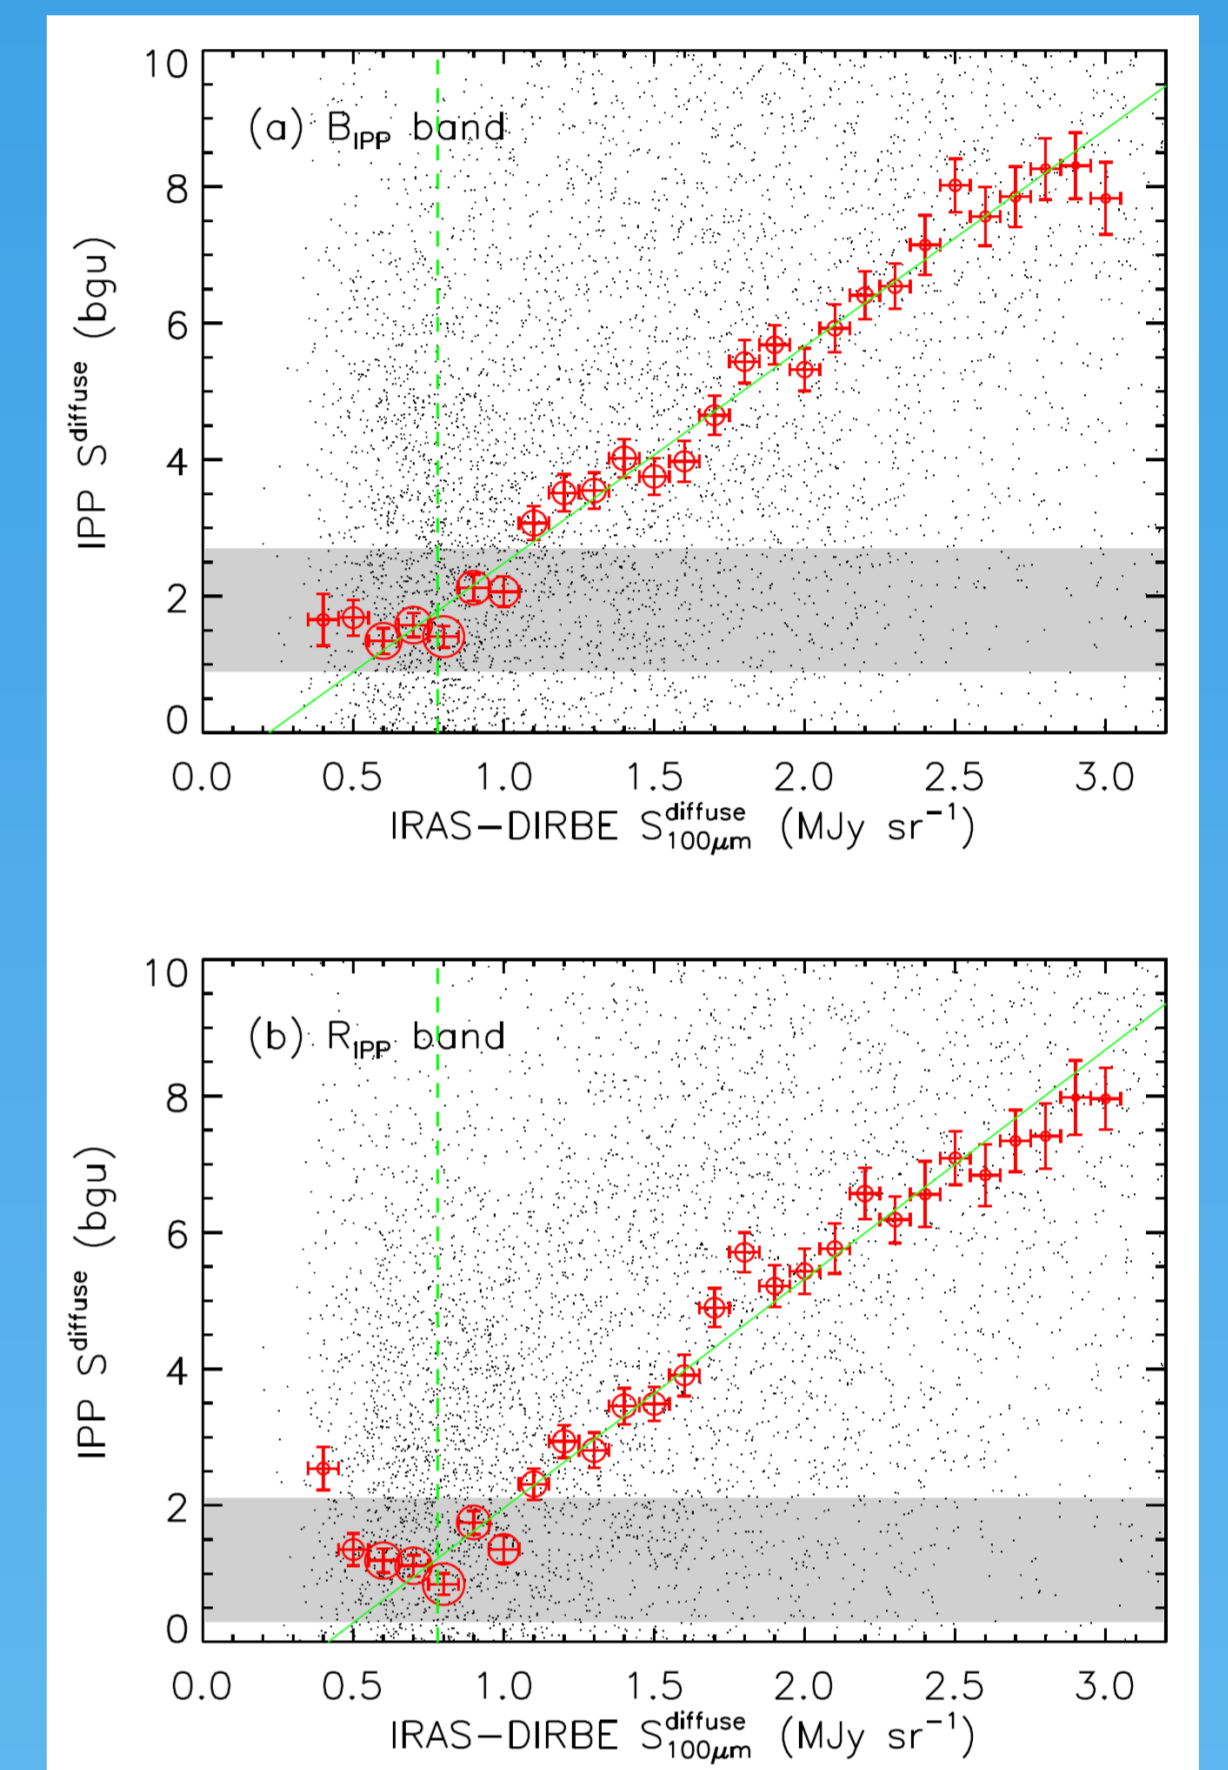 10
(a) B_IPP band
8
6
4
2
0
IPP S^diffuse (bgu)
0.0 0.5 1.0 1.5 2.0 2.5 3.0
IRAS−DIRBE S^diffuse_100μm (MJy sr^−1)
10
(b) R_IPP band
8
6
4
2
0
IPP S^diffuse (bgu)
0.0 0.5 1.0 1.5 2.0 2.5 3.0
IRAS−DIRBE S^diffuse_100μm (MJy sr^−1)